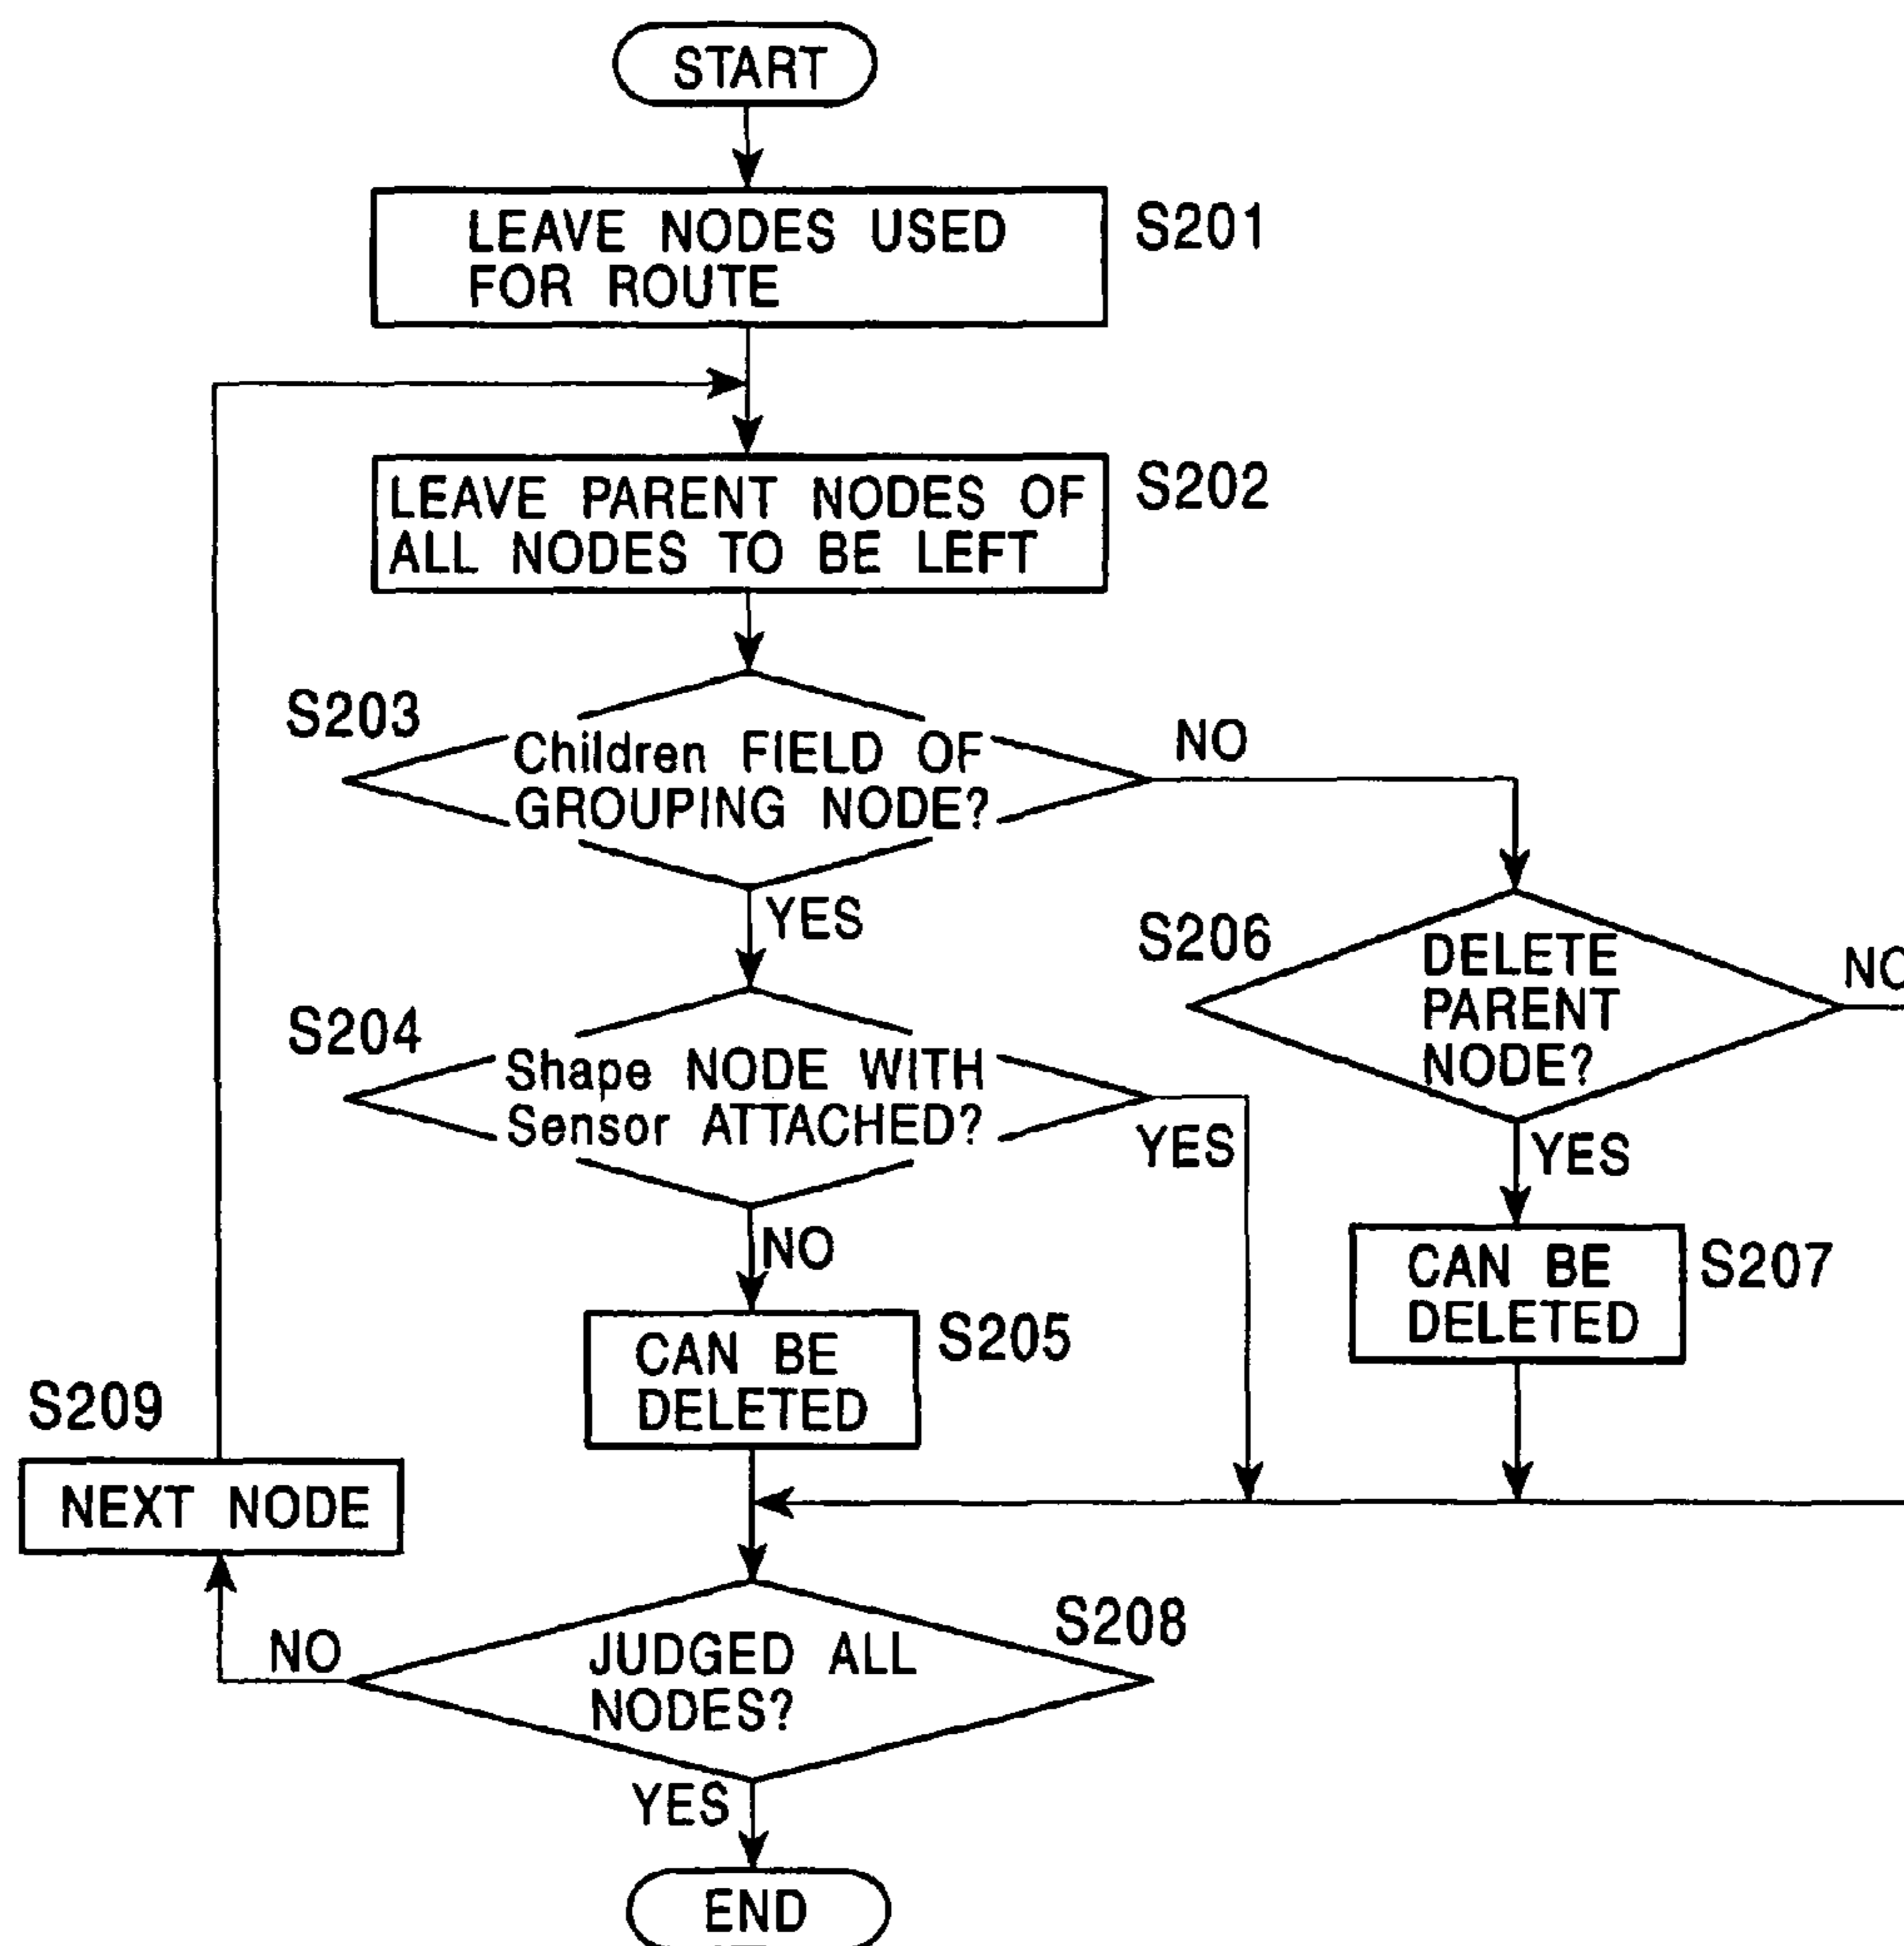 START
LEAVE NODES USED
FOR ROUTE
S201
LEAVE PARENT NODES OF
ALL NODES TO BE LEFT
S202
S203
Children FIELD OF
GROUPING NODE?
NO
YES
S204
Shape NODE WITH
Sensor ATTACHED?
YES
NO
S206
DELETE
PARENT
NODE?
NO
YES
CAN BE
DELETED
S205
CAN BE
DELETED
S207
S209
NEXT NODE
NO
JUDGED ALL
NODES?
S208
YES
END